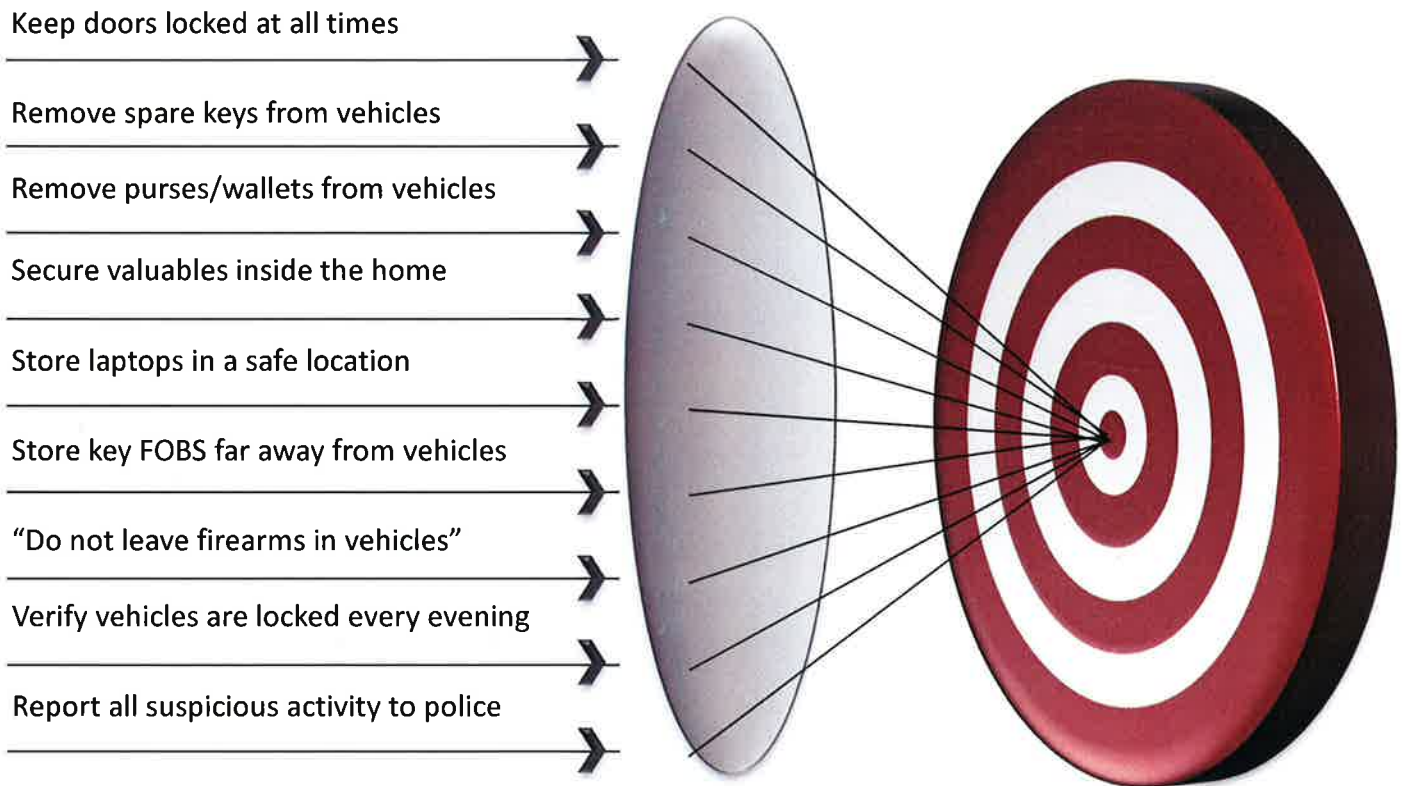 Keep doors locked at all times
Remove spare keys from vehicles
Remove purses/wallets from vehicles
Secure valuables inside the home
Store laptops in a safe location
Store key FOBS far away from vehicles
“Do not leave firearms in vehicles”
Verify vehicles are locked every evening
Report all suspicious activity to police